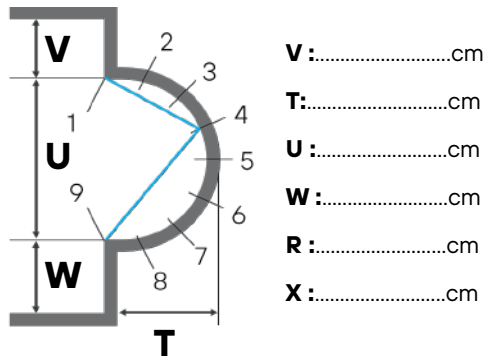 V
2
3
4
1
U
5
9
6
7
W
8
T
V :...........................cm
T:............................cm
U :..........................cm
W :.........................cm
R :..........................cm
X :..........................cm